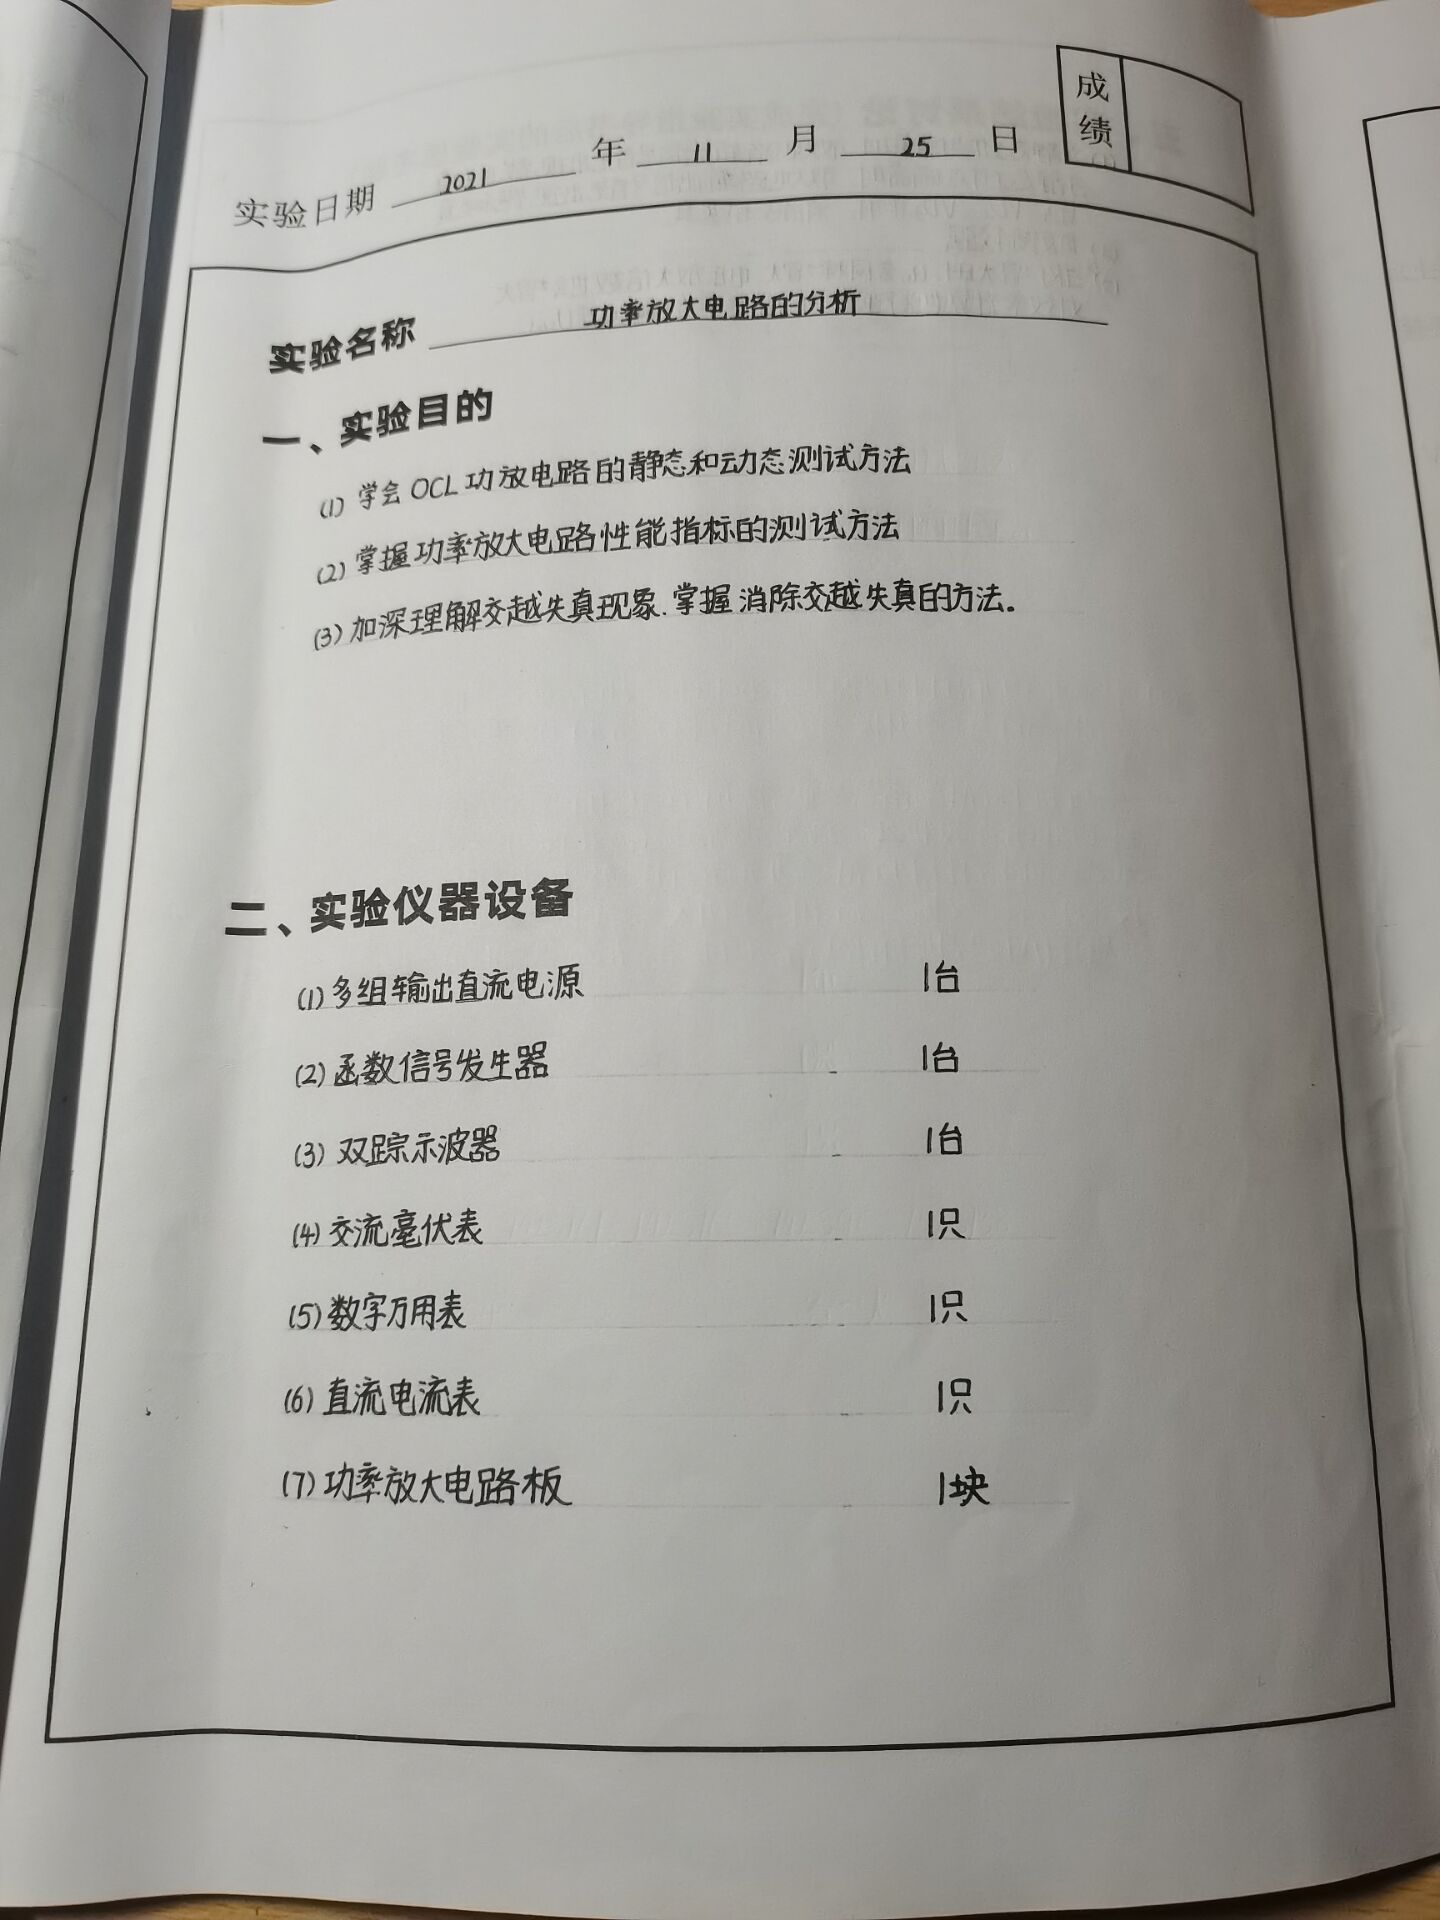 成绩
实验日期 2021 年 11 月 25 日
实验名称 功率放大电路的分析
一、实验目的
(1) 学会OCL功放电路的静态和动态测试方法
(2) 掌握功率放大电路性能指标的测试方法
(3) 加深理解交越失真现象.掌握消除交越失真的方法。
二、实验仪器设备
(1) 多组输出直流电源 1台
(2) 函数信号发生器 1台
(3) 双踪示波器 1台
(4) 交流毫伏表 1只
(5) 数字万用表 1只
(6) 直流电流表 1只
(7) 功率放大电路板 1块